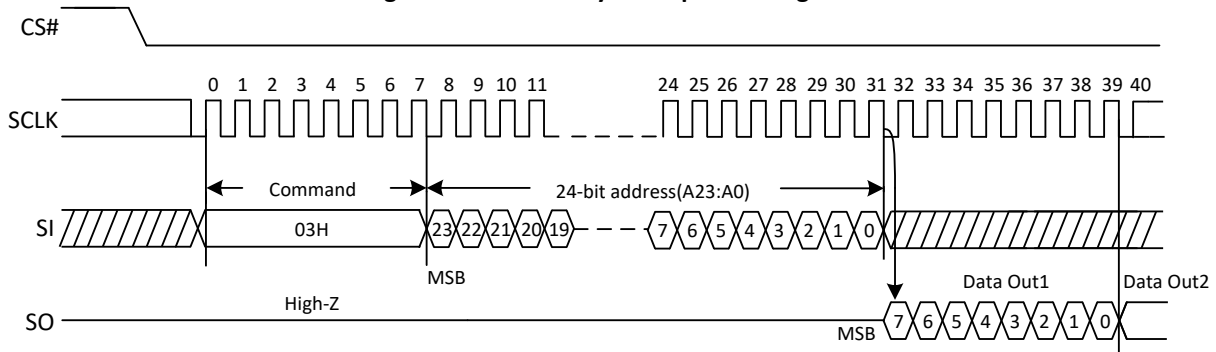 CS#
0 1 2 3 4 5 6 7 8 9 10 11 24 25 26 27 28 29 30 31 32 33 34 35 36 37 38 39 40
SCLK
Command 24-bit address(A23:A0)
SI 03H 23 22 21 20 19 7 6 5 4 3 2 1 0
MSB Data Out1 Data Out2
High-Z
SO MSB 7 6 5 4 3 2 1 0